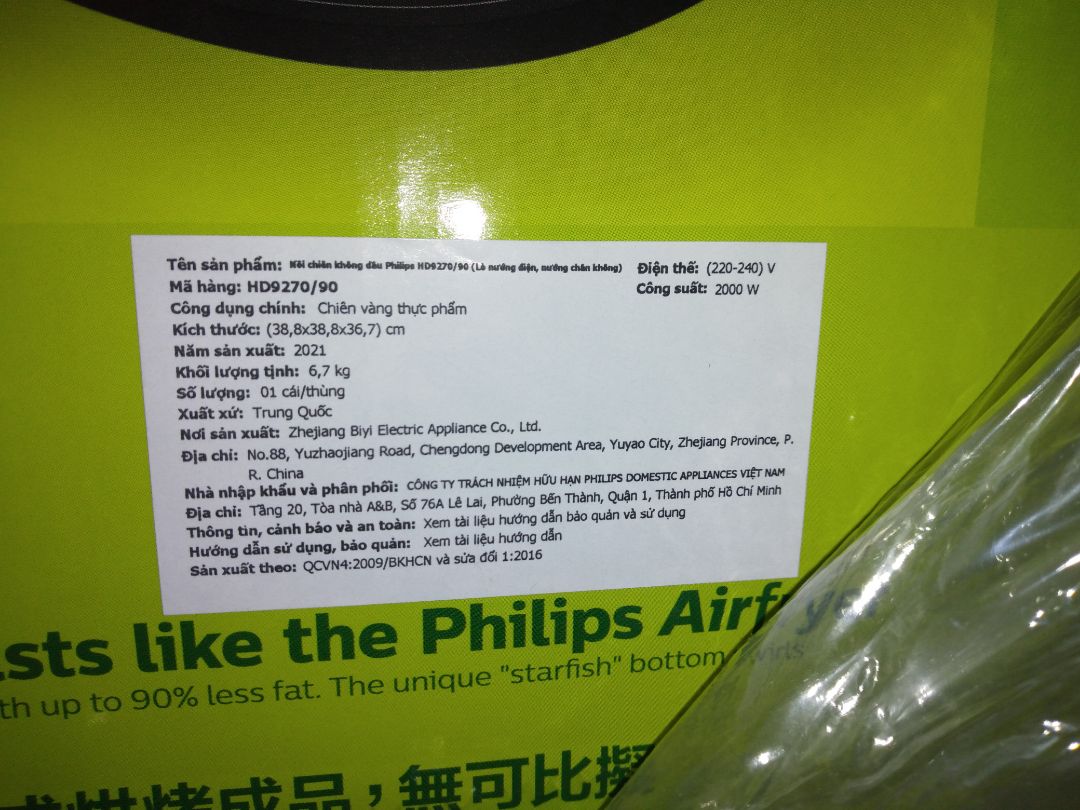 Tên sản phẩm: Nồi chiên không dầu Philips HD9270/90 (Lò nướng điện, nướng chân không) Điện thế: (220-240) V
Mã hàng: HD9270/90 Công suất: 2000 W
Công dụng chính: Chiên vàng thực phẩm
Kích thước: (38,8x38,8x36,7) cm
Năm sản xuất: 2021
Khối lượng tịnh: 6,7 kg
Số lượng: 01 cái/thùng
Xuất xứ: Trung Quốc
Nơi sản xuất: Zhejiang Biyi Electric Appliance Co., Ltd.
Địa chỉ: No.88, Yuzhaojiang Road, Chengdong Development Area, Yuyao City, Zhejiang Province, P.
R. China
Nhà nhập khẩu và phân phối: CÔNG TY TRÁCH NHIỆM HỮU HẠN PHILIPS DOMESTIC APPLIANCES VIỆT NAM
Địa chỉ: Tầng 20, Tòa nhà A&B, Số 76A Lê Lai, Phường Bến Thành, Quận 1, Thành phố Hồ Chí Minh
Thông tin, cảnh báo và an toàn: Xem tài liệu hướng dẫn bảo quản và sử dụng
Hướng dẫn sử dụng, bảo quản: Xem tài liệu hướng dẫn
Sản xuất theo: QCVN4:2009/BKHCN và sửa đổi 1:2016
sts like the Philips Airfryer
th up to 90% less fat. The unique "starfish" bottom swirls
烘烤成品，無可比擬